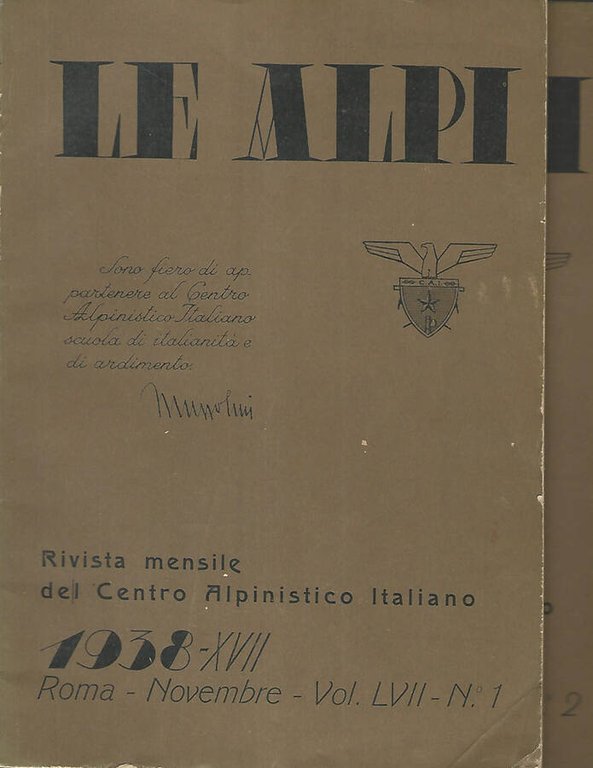 LE ALPI
Sono fiero di ap-
partenere al Centro
Alpinistico Italiano
scuola di italianità e
di ardimento.
Mussolini
C.A.I.
Rivista mensile
del Centro Alpinistico Italiano
1938-XVII
Roma - Novembre - Vol. LVII - N.º 1
I
o
2